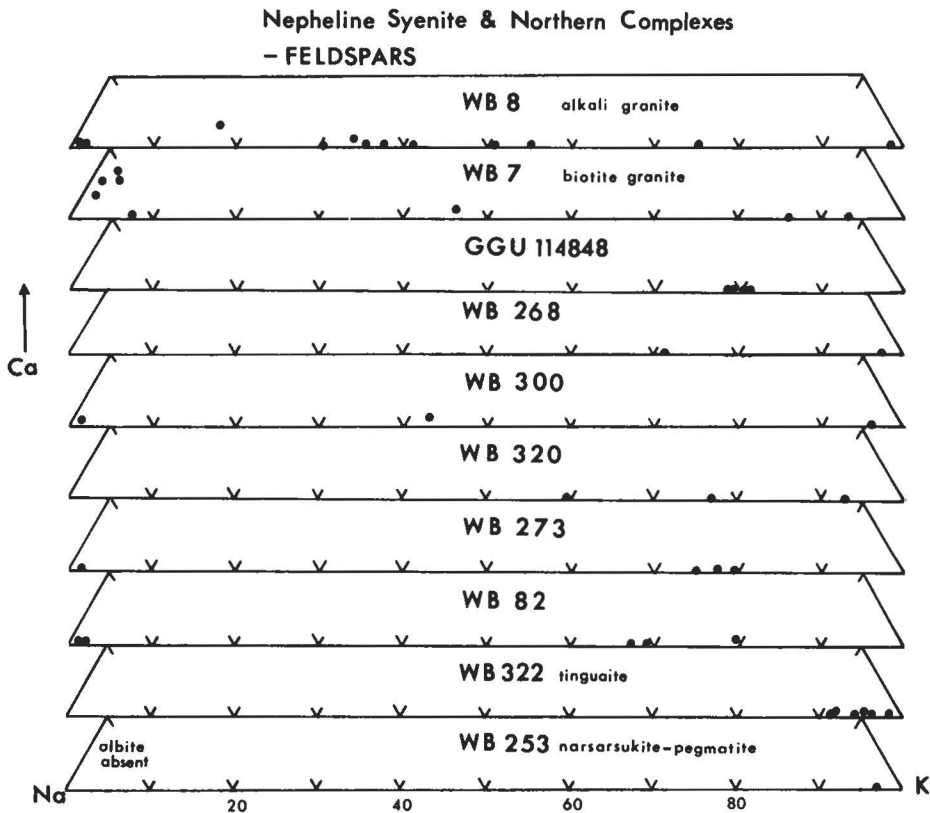 Nepheline Syenite & Northern Complexes
– FELDSPARS
WB 8 alkali granite
WB 7 biotite granite
GGU 114848
WB 268
Ca
WB 300
WB 320
WB 273
WB 82
WB 322 tinguaite
albite
absent
WB 253 narsarsukite-pegmatite
Na
K
20 40 60 80